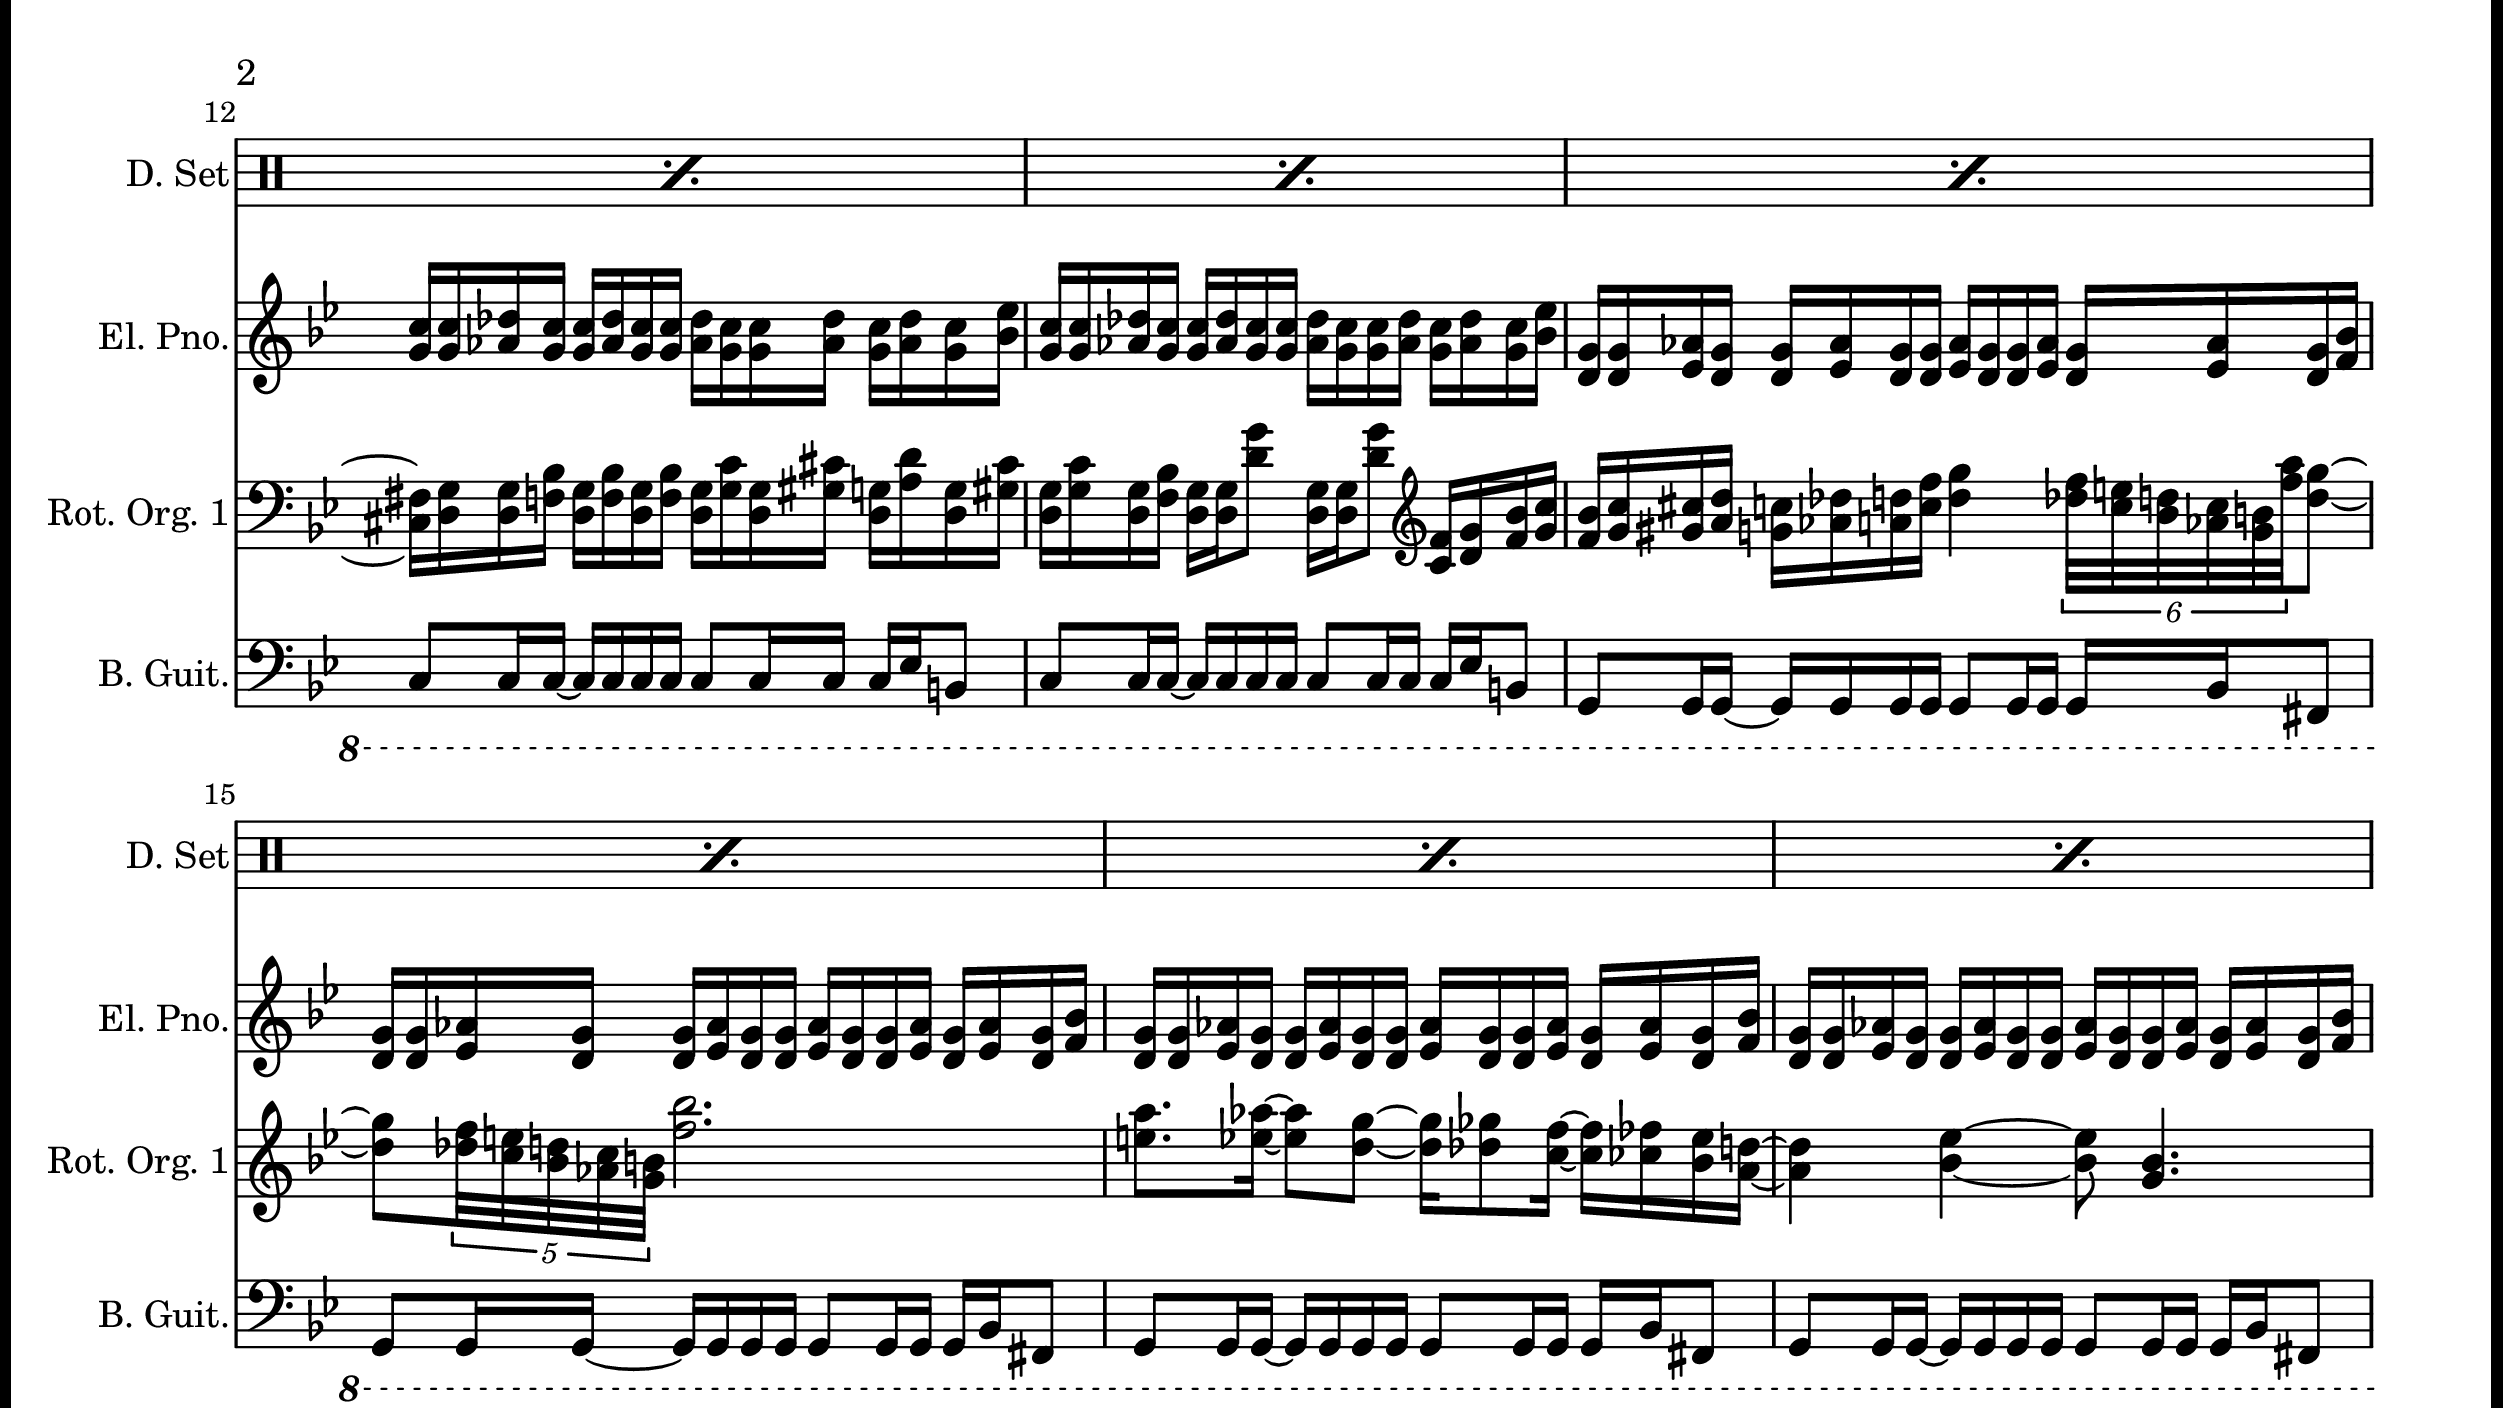 2
12
D. Set
El. Pno.
Rot. Org. 1
6
B. Guit.
8
15
D. Set
El. Pno.
Rot. Org. 1
5
B. Guit.
8